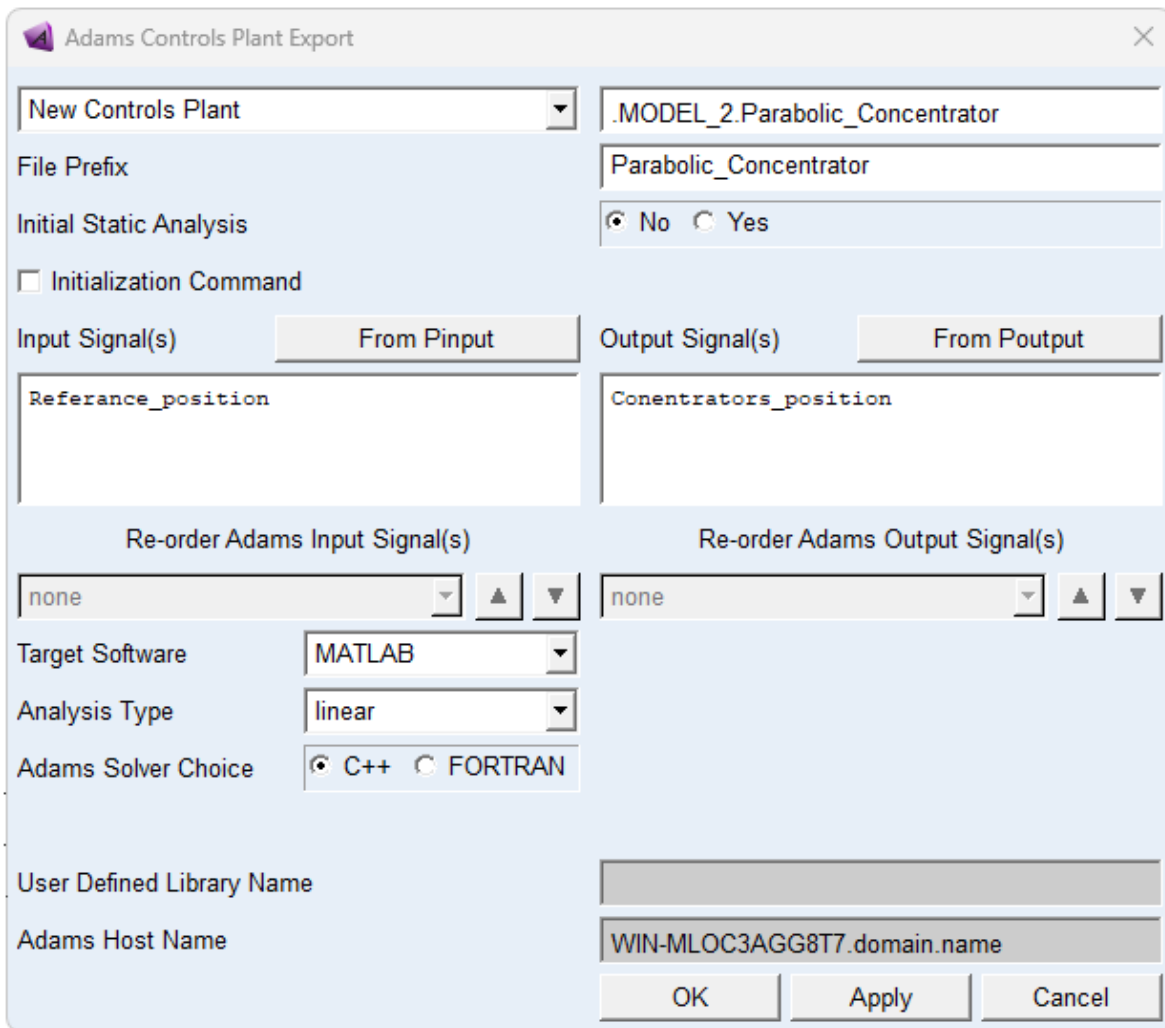 Adams Controls Plant Export
New Controls Plant
.MODEL_2.Parabolic_Concentrator
File Prefix
Parabolic_Concentrator
Initial Static Analysis
No Yes
Initialization Command
Input Signal(s)
From Pinput
Output Signal(s)
From Poutput
Referance_position
Conentrators_position
Re-order Adams Input Signal(s)
Re-order Adams Output Signal(s)
none
none
Target Software
MATLAB
Analysis Type
linear
Adams Solver Choice
C++ FORTRAN
User Defined Library Name
Adams Host Name
WIN-MLOC3AGG8T7.domain.name
OK
Apply
Cancel